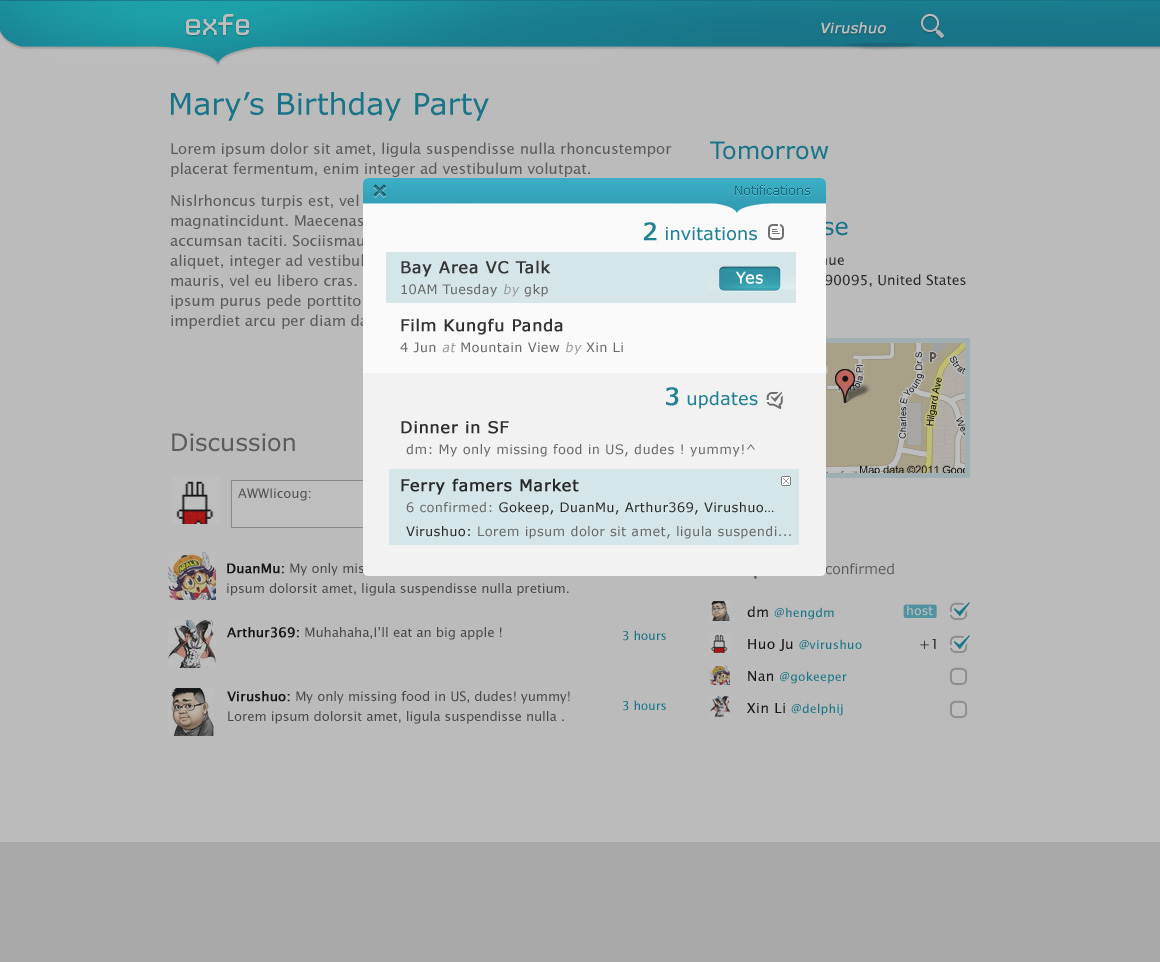 exfe
Virushuo
Mary’s Birthday Party
Lorem ipsum dolor sit amet, ligula suspendisse nulla rhoncustempor
placerat fermentum, enim integer ad vestibulum volutpat.
Nislrhoncus turpis est, vel
magnatincidunt. Maecenas
accumsan taciti. Sociismau
aliquet, integer ad vestibul
mauris, vel eu libero cras.
ipsum purus pede porttito
imperdiet arcu per diam da
Tomorrow
se
nue
90095, United States
P
Charles E Young Dr S
Hilgard Ave
Map data ©2011 Goog
Notifications
2 invitations
Bay Area VC Talk
10AM Tuesday by gkp
Yes
Film Kungfu Panda
4 Jun at Mountain View by Xin Li
3 updates
Dinner in SF
dm: My only missing food in US, dudes ! yummy!^
Ferry famers Market
6 confirmed: Gokeep, DuanMu, Arthur369, Virushuo...
Virushuo: Lorem ipsum dolor sit amet, ligula suspendi...
Discussion
AWWlicoug:
DuanMu: My only mis
ipsum dolorsit amet, ligula suspendisse nulla pretium.
Arthur369: Muhahaha,I’ll eat an big apple !
3 hours
Virushuo: My only missing food in US, dudes! yummy!
Lorem ipsum dolorsit amet, ligula suspendisse nulla .
3 hours
confirmed
dm @hengdm
host
Huo Ju @virushuo
+1
Nan @gokeeper
Xin Li @delphij